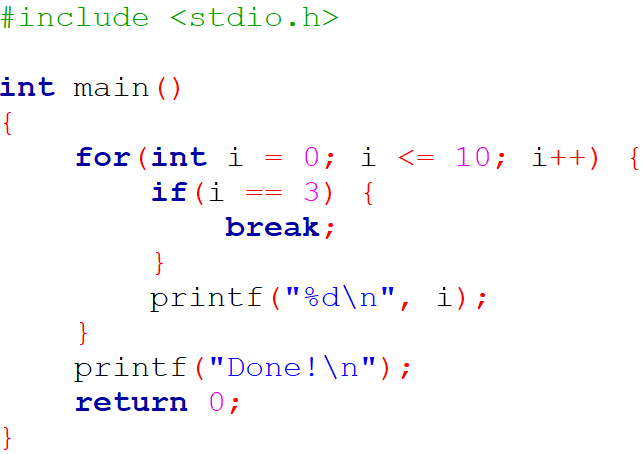 #include <stdio.h>

int main()
{
    for(int i = 0; i <= 10; i++) {
        if(i == 3) {
            break;
        }
        printf("%d\n", i);
    }
    printf("Done!\n");
    return 0;
}